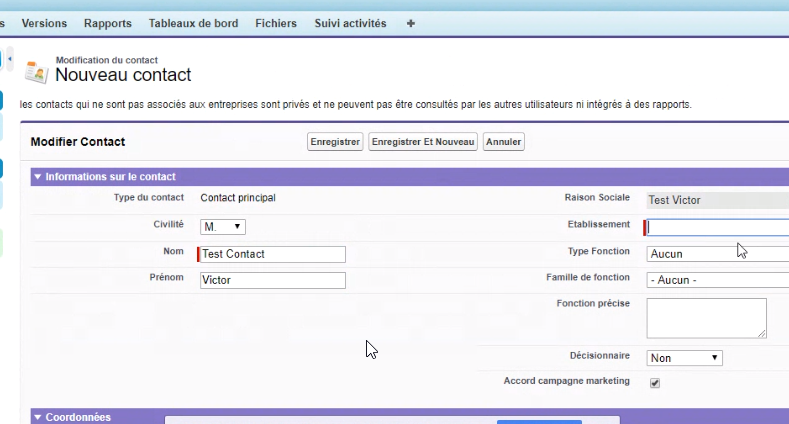 s Versions Rapports Tableaux de bord Fichiers Suivi activités +
Modification du contact
Nouveau contact
les contacts qui ne sont pas associés aux entreprises sont privés et ne peuvent pas être consultés par les autres utilisateurs ni intégrés à des rapports.
Modifier Contact Enregistrer Enregistrer Et Nouveau Annuler
Informations sur le contact
Type du contact Contact principal Raison Sociale Test Victor
Civilité M. Etablissement
Nom Test Contact Type Fonction Aucun
Prénom Victor Famille de fonction - Aucun -
Fonction précise
Décisionnaire Non
Accord campagne marketing
Coordonnées